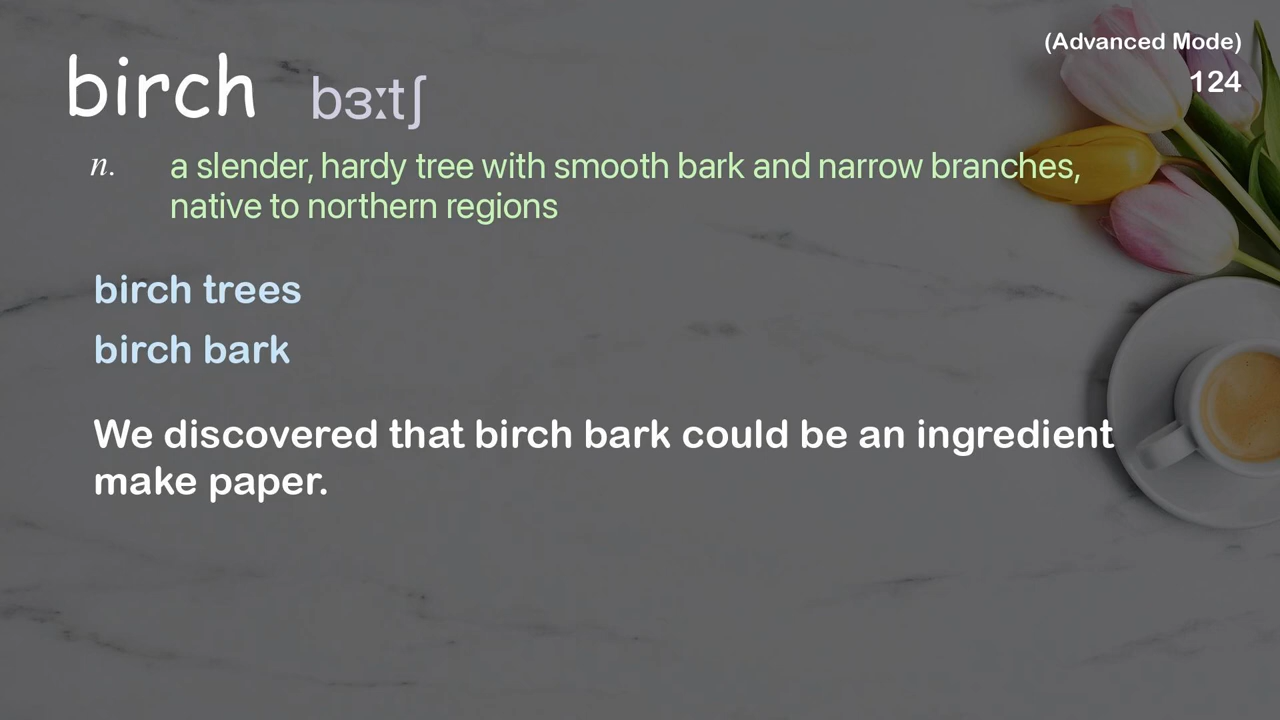 (Advanced Mode)
birch bɜːtʃ
124
n. a slender, hardy tree with smooth bark and narrow branches,
native to northern regions
birch trees
birch bark
We discovered that birch bark could be an ingredient
make paper.